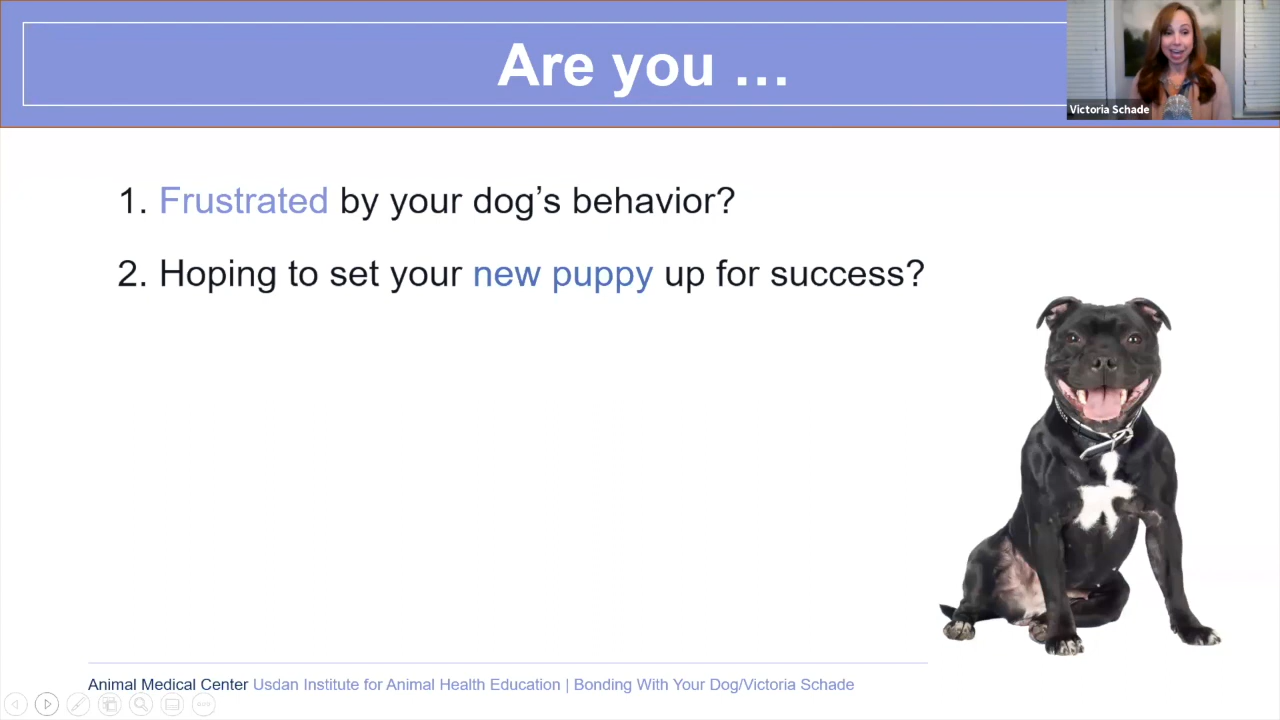 Are you ...
Victoria Schade
1. Frustrated by your dog’s behavior?
2. Hoping to set your new puppy up for success?
Animal Medical Center Usdan Institute for Animal Health Education | Bonding With Your Dog/Victoria Schade